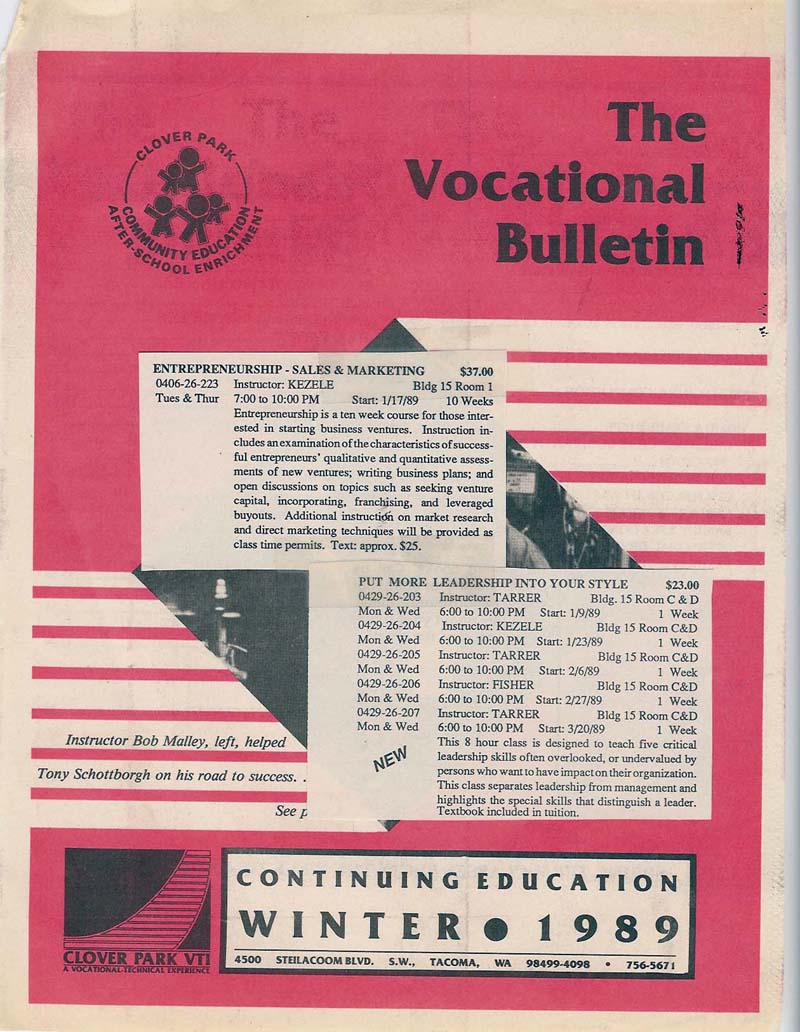 The
Vocational
Bulletin
CLOVER PARK
COMMUNITY EDUCATION
AFTER-SCHOOL ENRICHMENT
ENTREPRENEURSHIP - SALES & MARKETING $37.00
0406-26-223 Instructor: KEZELE Bldg 15 Room 1
Tues & Thur 7:00 to 10:00 PM Start: 1/17/89 10 Weeks
Entrepreneurship is a ten week course for those inter-
ested in starting business ventures. Instruction in-
cludes an examination of the characteristics of success-
ful entrepreneurs' qualitative and quantitative assess-
ments of new ventures; writing business plans; and
open discussions on topics such as seeking venture
capital, incorporating, franchising, and leveraged
buyouts. Additional instruction on market research
and direct marketing techniques will be provided as
class time permits. Text: approx. $25.
PUT MORE LEADERSHIP INTO YOUR STYLE $23.00
0429-26-203 Instructor: TARRER Bldg. 15 Room C & D
Mon & Wed 6:00 to 10:00 PM Start: 1/9/89 1 Week
0429-26-204 Instructor: KEZELE Bldg 15 Room C&D
Mon & Wed 6:00 to 10:00 PM Start: 1/23/89 1 Week
0429-26-205 Instructor: TARRER Bldg 15 Room C&D
Mon & Wed 6:00 to 10:00 PM Start: 2/6/89 1 Week
0429-26-206 Instructor: FISHER Bldg 15 Room C&D
Mon & Wed 6:00 to 10:00 PM Start: 2/27/89 1 Week
0429-26-207 Instructor: TARRER Bldg 15 Room C&D
Mon & Wed 6:00 to 10:00 PM Start: 3/20/89 1 Week
NEW
This 8 hour class is designed to teach five critical
leadership skills often overlooked, or undervalued by
persons who want to have impact on their organization.
This class separates leadership from management and
highlights the special skills that distinguish a leader.
Textbook included in tuition.
Instructor Bob Malley, left, helped
Tony Schottborgh on his road to success. .
See p
CLOVER PARK VTI
A VOCATIONAL-TECHNICAL EXPERIENCE
CONTINUING EDUCATION
WINTER ● 1989
4500 STEILACOOM BLVD. S.W., TACOMA, WA 98499-4098 • 756-5671